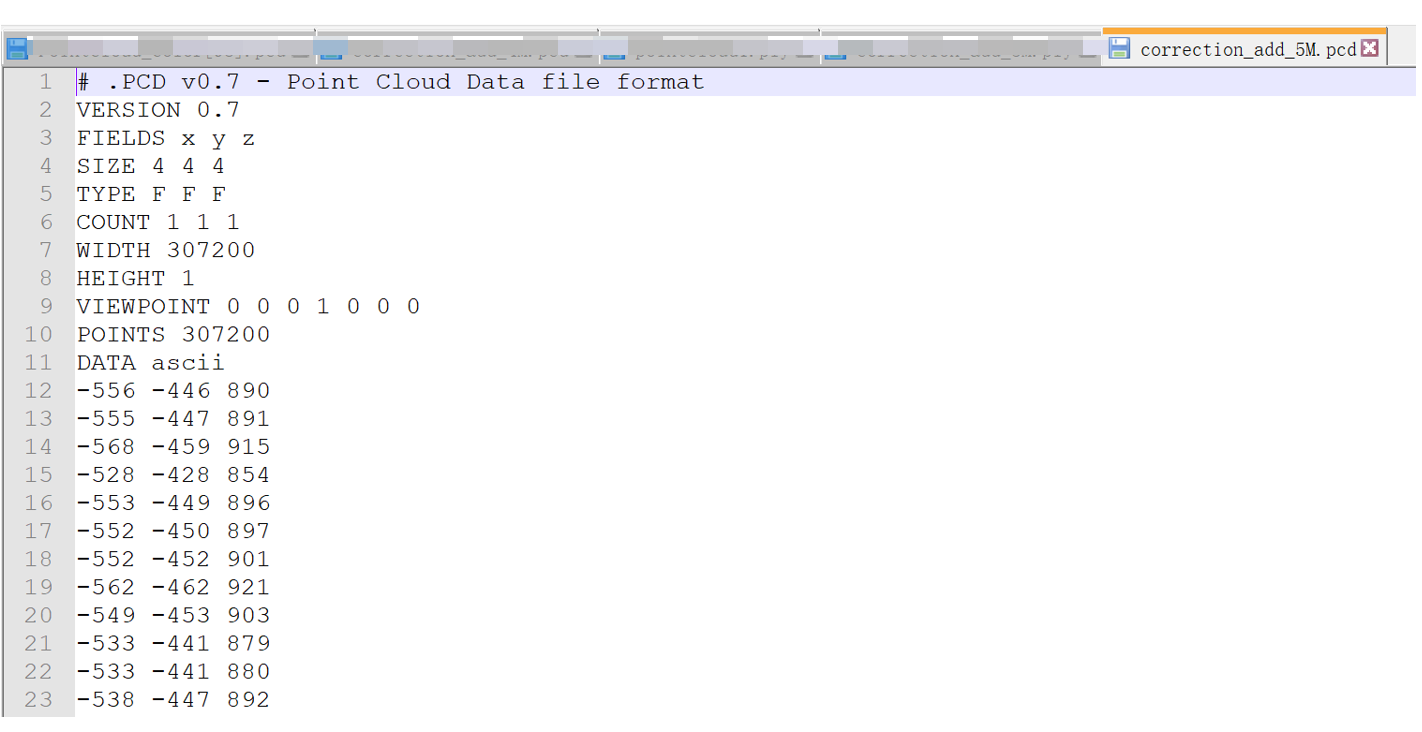 correction_add_5M.pcd
1 # .PCD v0.7 - Point Cloud Data file format
2 VERSION 0.7
3 FIELDS x y z
4 SIZE 4 4 4
5 TYPE F F F
6 COUNT 1 1 1
7 WIDTH 307200
8 HEIGHT 1
9 VIEWPOINT 0 0 0 1 0 0 0
10 POINTS 307200
11 DATA ascii
12 -556 -446 890
13 -555 -447 891
14 -568 -459 915
15 -528 -428 854
16 -553 -449 896
17 -552 -450 897
18 -552 -452 901
19 -562 -462 921
20 -549 -453 903
21 -533 -441 879
22 -533 -441 880
23 -538 -447 892